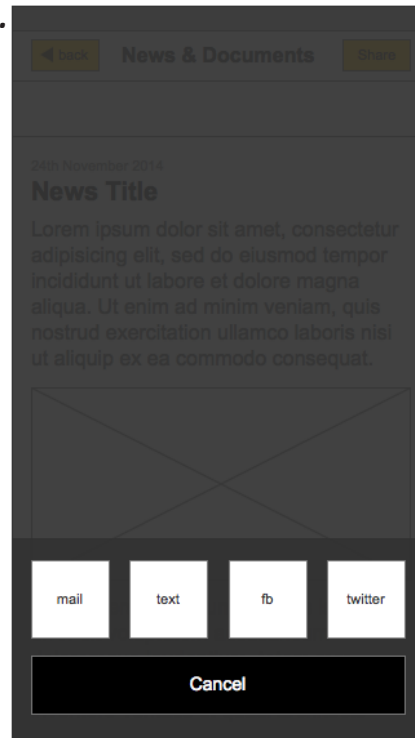 back News & Documents Share
24th November 2014
News Title
Lorem ipsum dolor sit amet, consectetur
adipisicing elit, sed do eiusmod tempor
incididunt ut labore et dolore magna
aliqua. Ut enim ad minim veniam, quis
nostrud exercitation ullamco laboris nisi
ut aliquip ex ea commodo consequat.
mail text fb twitter
Cancel